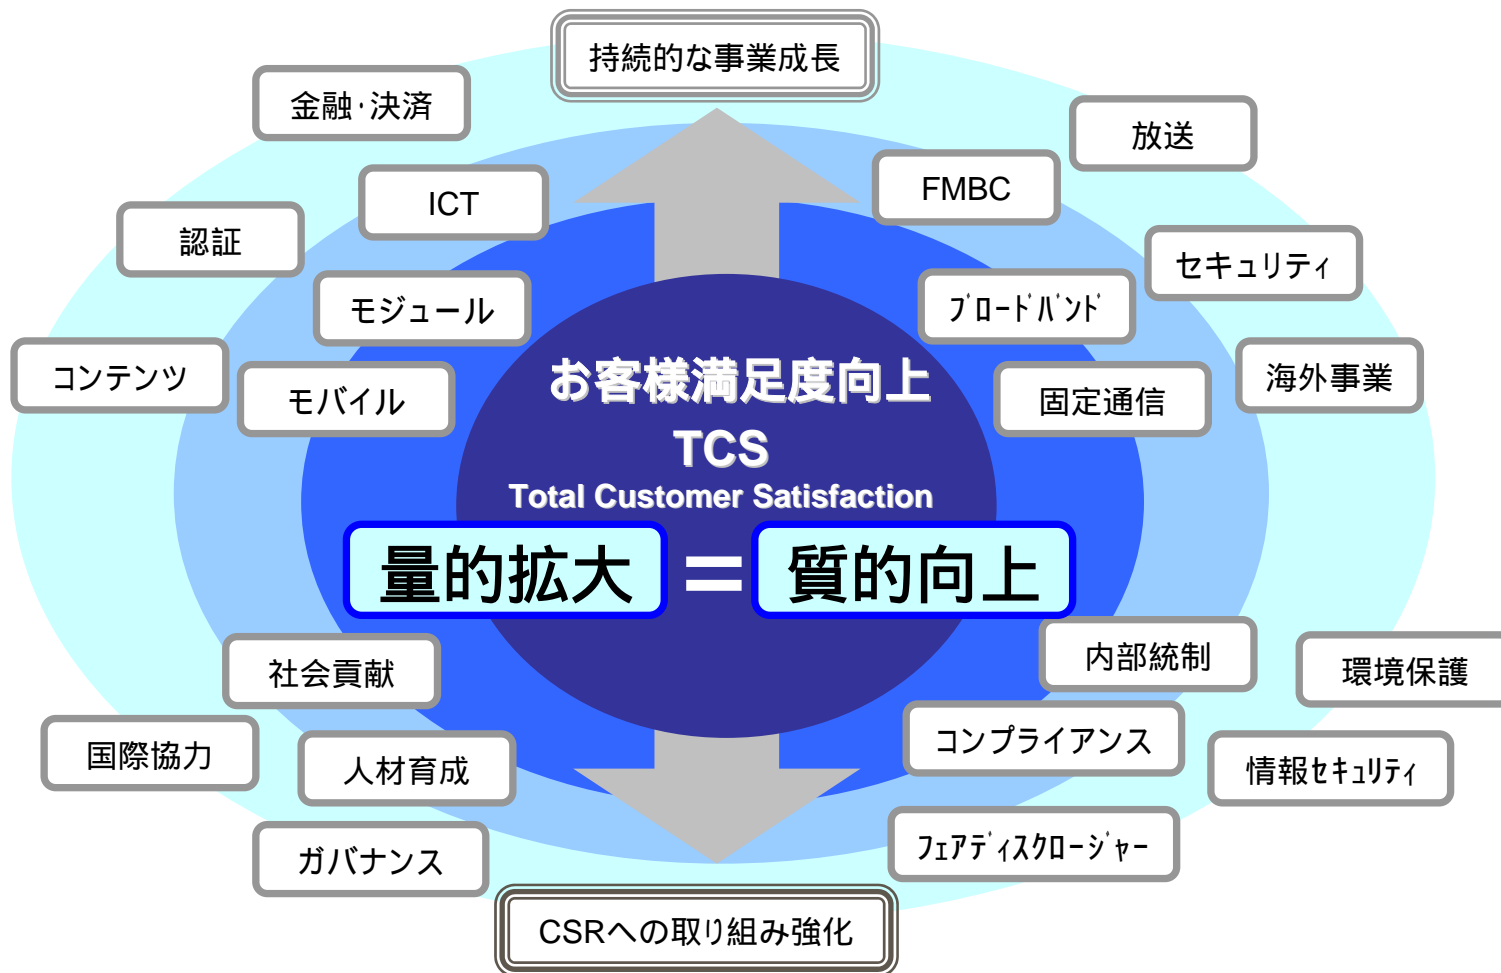 持続的な事業成長
金融・決済
放送
ICT
FMBC
認証
セキュリティ
モジュール
ﾌﾞﾛｰﾄﾞﾊﾞﾝﾄﾞ
コンテンツ
モバイル
固定通信
海外事業
お客様満足度向上
TCS
Total Customer Satisfaction
量的拡大 = 質的向上
社会貢献
内部統制
環境保護
国際協力
人材育成
コンプライアンス
情報ｾｷｭﾘﾃｨ
ガバナンス
ﾌｪｱﾃﾞｨｽｸﾛｰｼﾞｬｰ
CSRへの取り組み強化